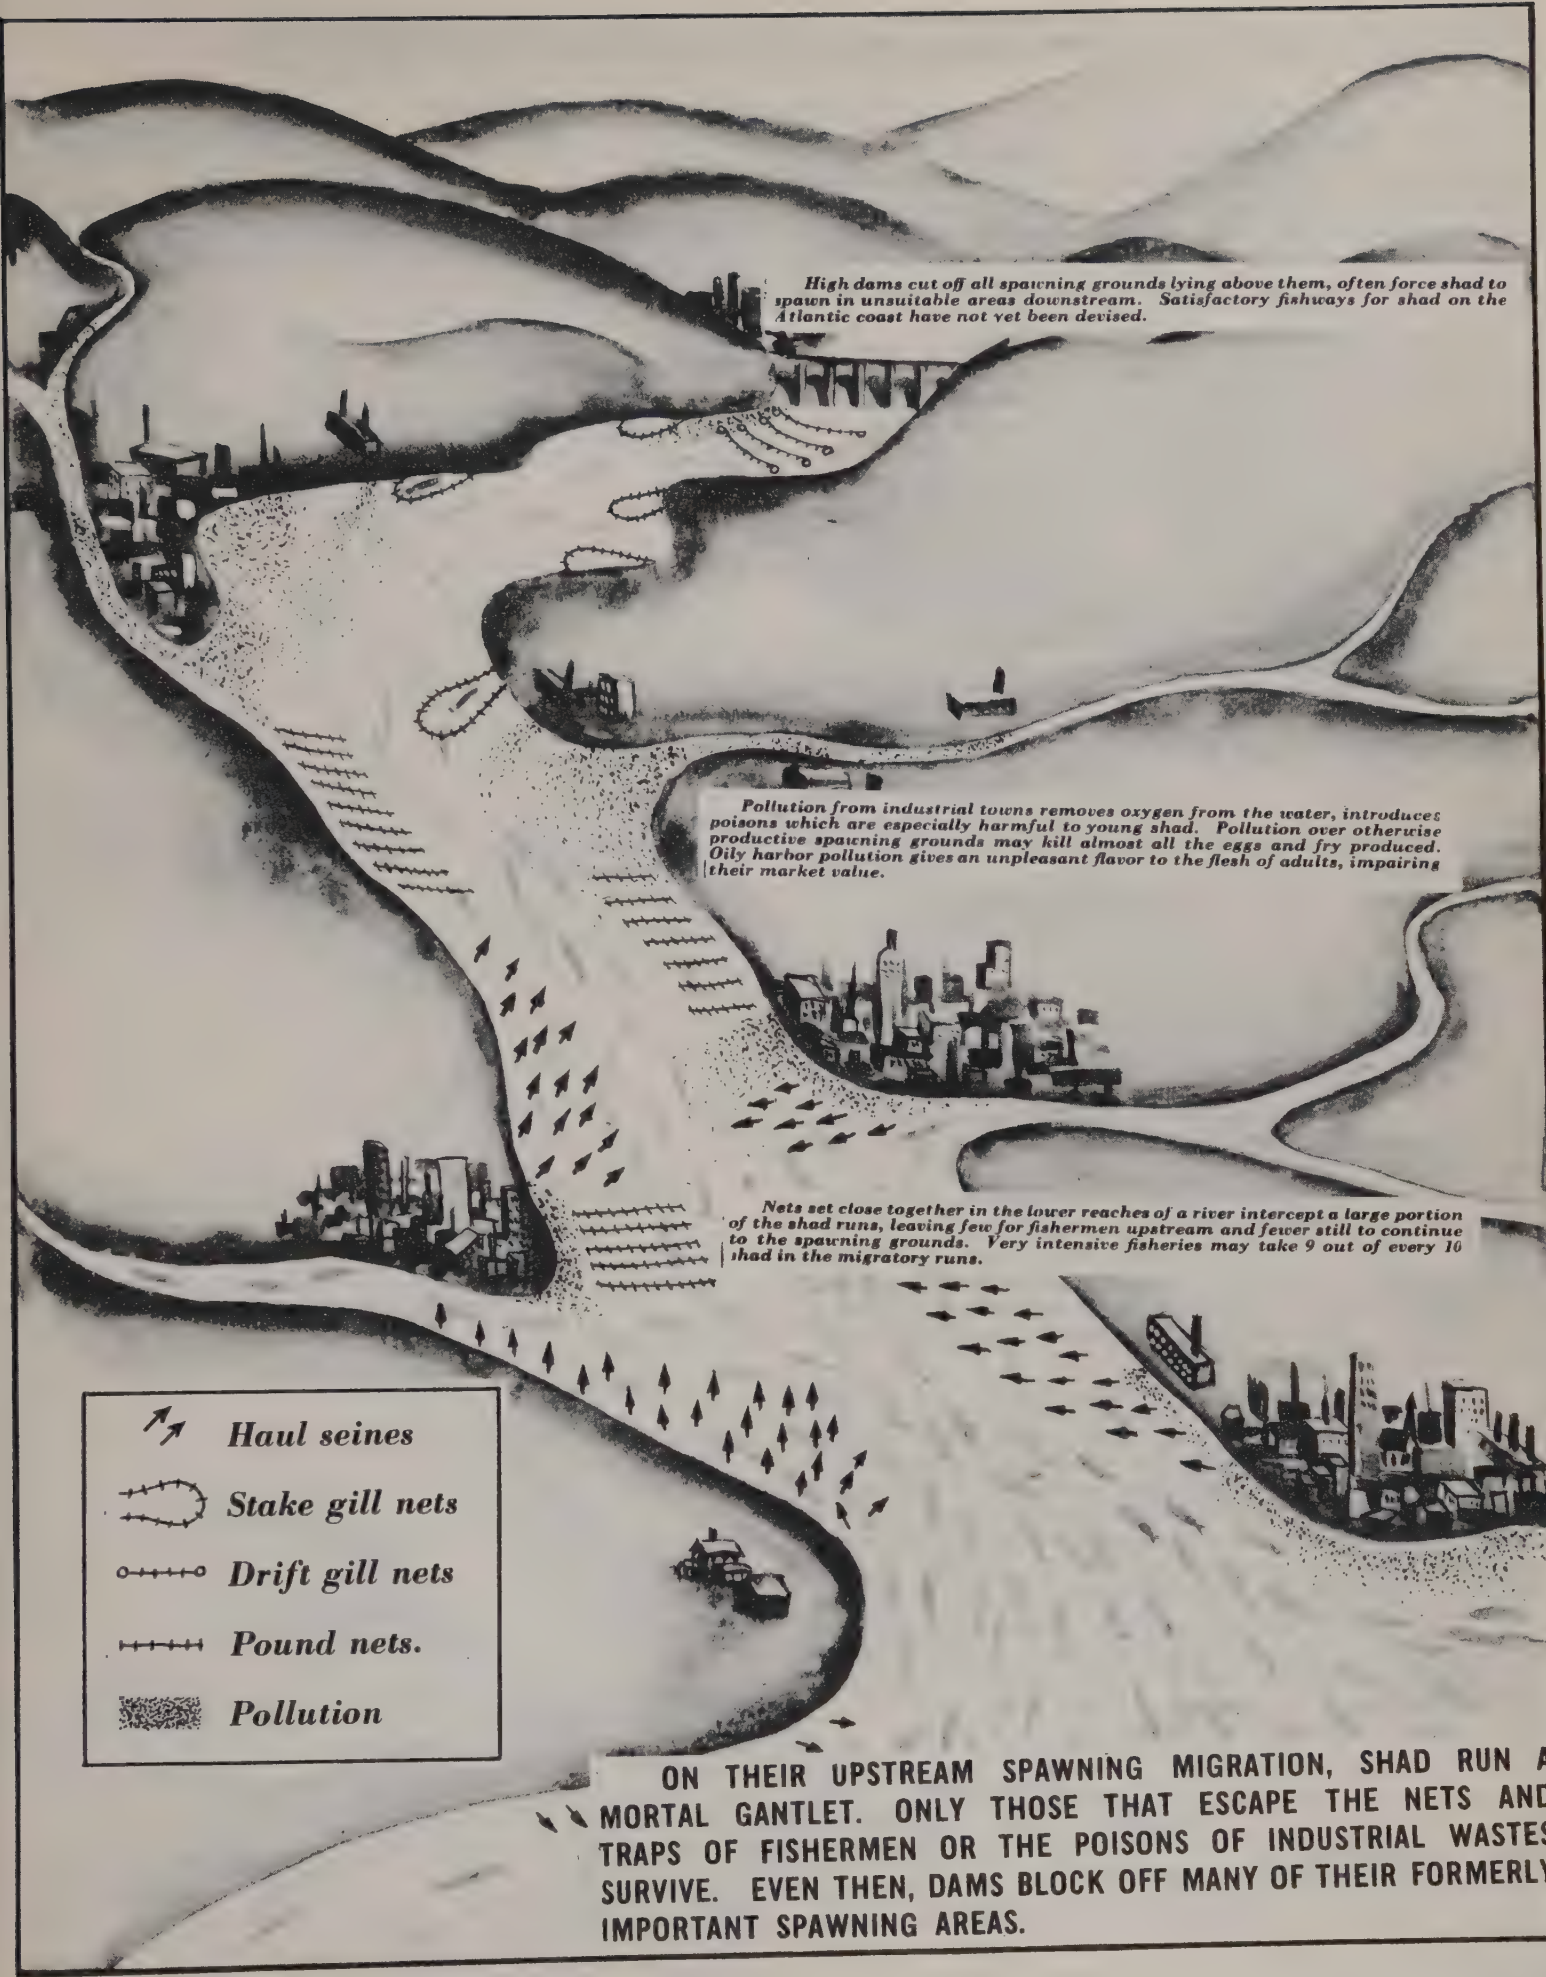 High dams cut off all spawning grounds lying above them, often force shad to
spawn in unsuitable areas downstream. Satisfactory fishways for shad on the
Atlantic coast have not yet been devised.
Pollution from industrial towns removes oxygen from the water, introduces
poisons which are especially harmful to young shad. Pollution over otherwise
productive spawning grounds may kill almost all the eggs and fry produced.
Oily harbor pollution gives an unpleasant flavor to the flesh of adults, impairing
their market value.
Nets set close together in the lower reaches of a river intercept a large portion
of the shad runs, leaving few for fishermen upstream and fewer still to continue
to the spawning grounds. Very intensive fisheries may take 9 out of every 10
shad in the migratory runs.
Haul seines
Stake gill nets
Drift gill nets
Pound nets.
Pollution
ON THEIR UPSTREAM SPAWNING MIGRATION, SHAD RUN A
MORTAL GANTLET. ONLY THOSE THAT ESCAPE THE NETS AND
TRAPS OF FISHERMEN OR THE POISONS OF INDUSTRIAL WASTES
SURVIVE. EVEN THEN, DAMS BLOCK OFF MANY OF THEIR FORMERLY
IMPORTANT SPAWNING AREAS.